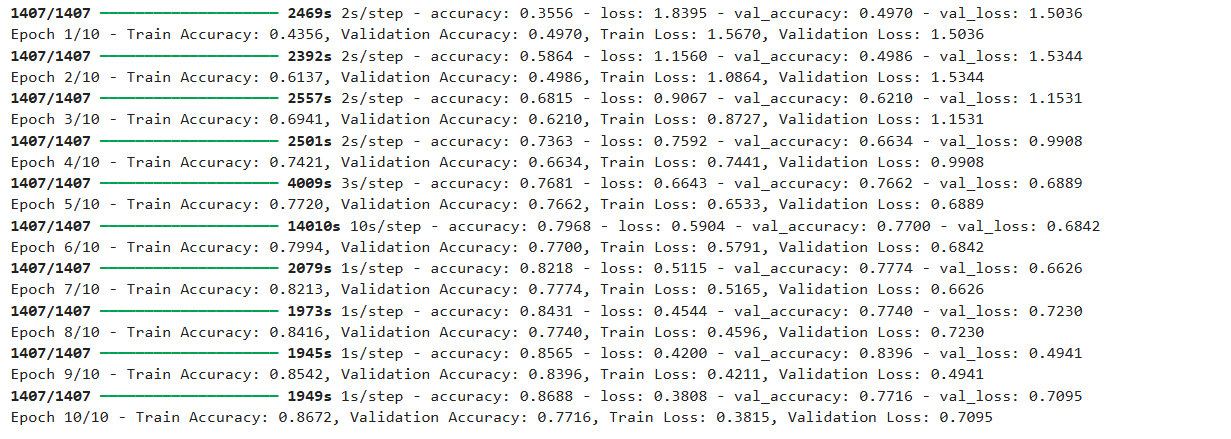 1407/1407 ━━━━━━━━━━━━━━━━━━━━ 2469s 2s/step - accuracy: 0.3556 - loss: 1.8395 - val_accuracy: 0.4970 - val_loss: 1.5036
Epoch 1/10 - Train Accuracy: 0.4356, Validation Accuracy: 0.4970, Train Loss: 1.5670, Validation Loss: 1.5036
1407/1407 ━━━━━━━━━━━━━━━━━━━━ 2392s 2s/step - accuracy: 0.5864 - loss: 1.1560 - val_accuracy: 0.4986 - val_loss: 1.5344
Epoch 2/10 - Train Accuracy: 0.6137, Validation Accuracy: 0.4986, Train Loss: 1.0864, Validation Loss: 1.5344
1407/1407 ━━━━━━━━━━━━━━━━━━━━ 2557s 2s/step - accuracy: 0.6815 - loss: 0.9067 - val_accuracy: 0.6210 - val_loss: 1.1531
Epoch 3/10 - Train Accuracy: 0.6941, Validation Accuracy: 0.6210, Train Loss: 0.8727, Validation Loss: 1.1531
1407/1407 ━━━━━━━━━━━━━━━━━━━━ 2501s 2s/step - accuracy: 0.7363 - loss: 0.7592 - val_accuracy: 0.6634 - val_loss: 0.9908
Epoch 4/10 - Train Accuracy: 0.7421, Validation Accuracy: 0.6634, Train Loss: 0.7441, Validation Loss: 0.9908
1407/1407 ━━━━━━━━━━━━━━━━━━━━ 4009s 3s/step - accuracy: 0.7681 - loss: 0.6643 - val_accuracy: 0.7662 - val_loss: 0.6889
Epoch 5/10 - Train Accuracy: 0.7720, Validation Accuracy: 0.7662, Train Loss: 0.6533, Validation Loss: 0.6889
1407/1407 ━━━━━━━━━━━━━━━━━━━━ 14010s 10s/step - accuracy: 0.7968 - loss: 0.5904 - val_accuracy: 0.7700 - val_loss: 0.6842
Epoch 6/10 - Train Accuracy: 0.7994, Validation Accuracy: 0.7700, Train Loss: 0.5791, Validation Loss: 0.6842
1407/1407 ━━━━━━━━━━━━━━━━━━━━ 2079s 1s/step - accuracy: 0.8218 - loss: 0.5115 - val_accuracy: 0.7774 - val_loss: 0.6626
Epoch 7/10 - Train Accuracy: 0.8213, Validation Accuracy: 0.7774, Train Loss: 0.5165, Validation Loss: 0.6626
1407/1407 ━━━━━━━━━━━━━━━━━━━━ 1973s 1s/step - accuracy: 0.8431 - loss: 0.4544 - val_accuracy: 0.7740 - val_loss: 0.7230
Epoch 8/10 - Train Accuracy: 0.8416, Validation Accuracy: 0.7740, Train Loss: 0.4596, Validation Loss: 0.7230
1407/1407 ━━━━━━━━━━━━━━━━━━━━ 1945s 1s/step - accuracy: 0.8565 - loss: 0.4200 - val_accuracy: 0.8396 - val_loss: 0.4941
Epoch 9/10 - Train Accuracy: 0.8542, Validation Accuracy: 0.8396, Train Loss: 0.4211, Validation Loss: 0.4941
1407/1407 ━━━━━━━━━━━━━━━━━━━━ 1949s 1s/step - accuracy: 0.8688 - loss: 0.3808 - val_accuracy: 0.7716 - val_loss: 0.7095
Epoch 10/10 - Train Accuracy: 0.8672, Validation Accuracy: 0.7716, Train Loss: 0.3815, Validation Loss: 0.7095